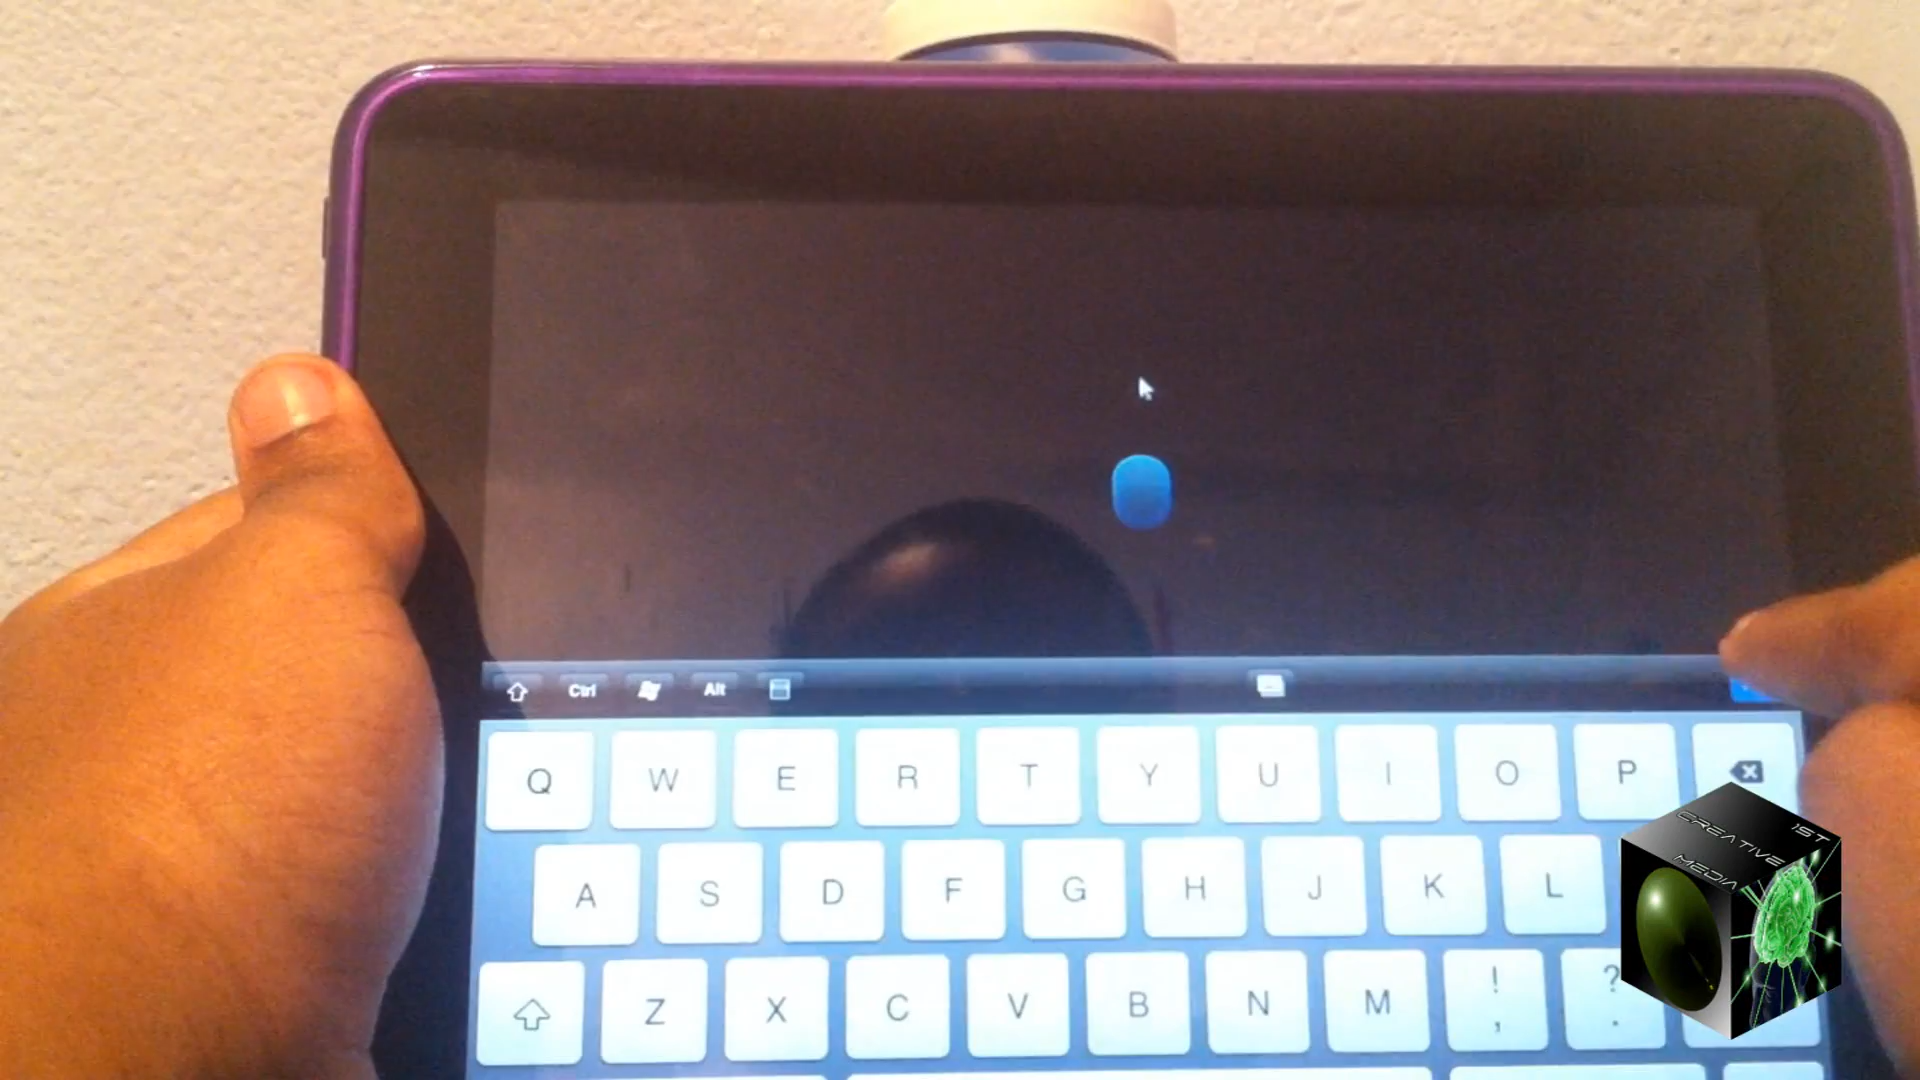 Ctrl Alt
Q W E R T Y U I O P
A S D F G H J K L
Z X C V B N M ! , ? .
1ST
CREATIVE
MEDIA